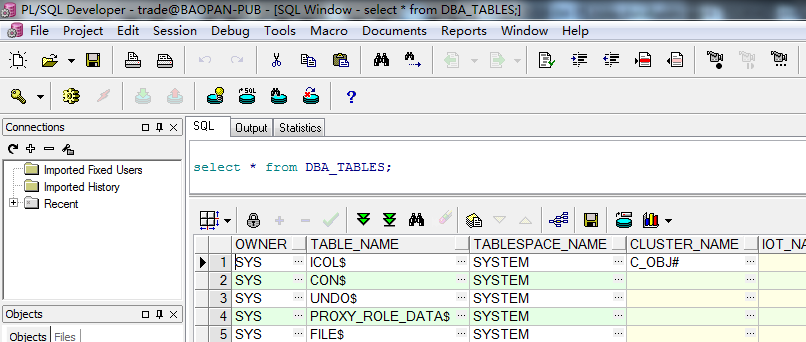 PL/SQL Developer - trade@BAOPAN-PUB - [SQL Window - select * from DBA_TABLES;]
File Project Edit Session Debug Tools Macro Documents Reports Window Help
SQL
?
Connections
Imported Fixed Users
Imported History
Recent
SQL Output Statistics
select * from DBA_TABLES;
OWNER TABLE_NAME TABLESPACE_NAME CLUSTER_NAME IOT_NAM
1 SYS ICOL$ SYSTEM C_OBJ#
2 SYS CON$ SYSTEM
3 SYS UNDO$ SYSTEM
4 SYS PROXY_ROLE_DATA$ SYSTEM
5 SYS FILE$ SYSTEM
Objects
Objects Files